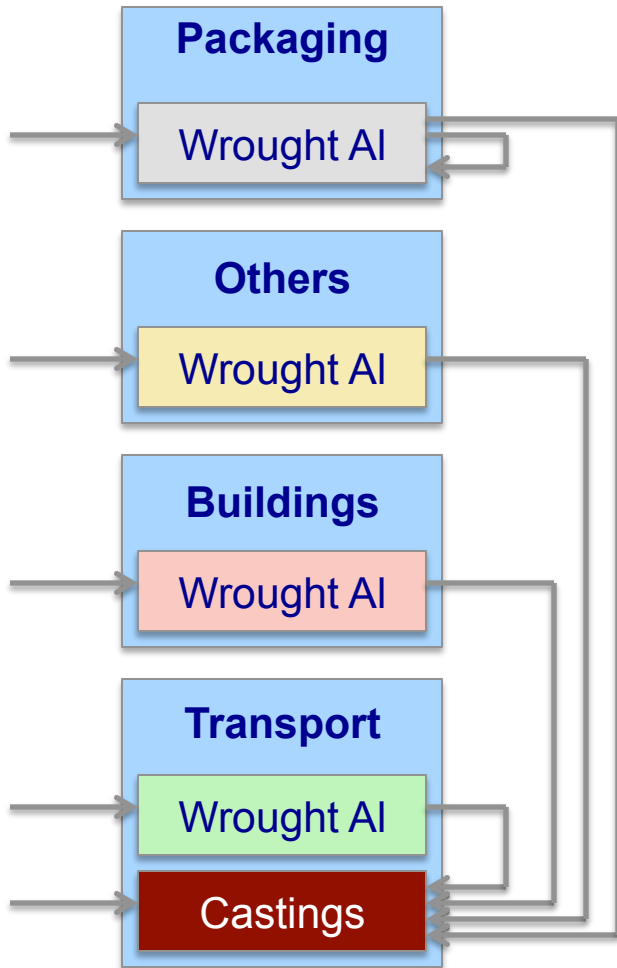 Packaging
Wrought Al
Others
Wrought Al
Buildings
Wrought Al
Transport
Wrought Al
Castings